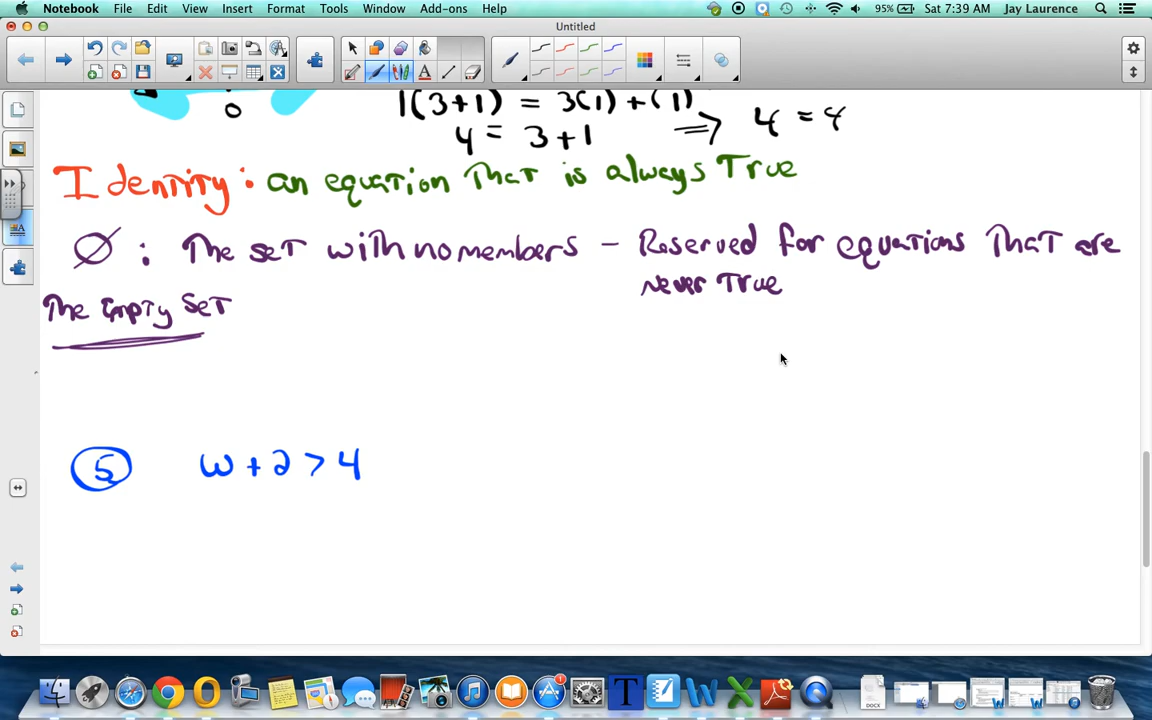 Notebook File Edit View Insert Format Tools Window Add-ons Help 95% Sat 7:39 AM Jay Laurence
Untitled
0
1(3+1) = 3(1) + (1)
4 = 3+1 ⟹ 4 = 4
Identity: an equation that is always True
∅: The set with no members - Reserved for equations that are
never true
The Empty Set
5 w + 2 > 4
DOCX